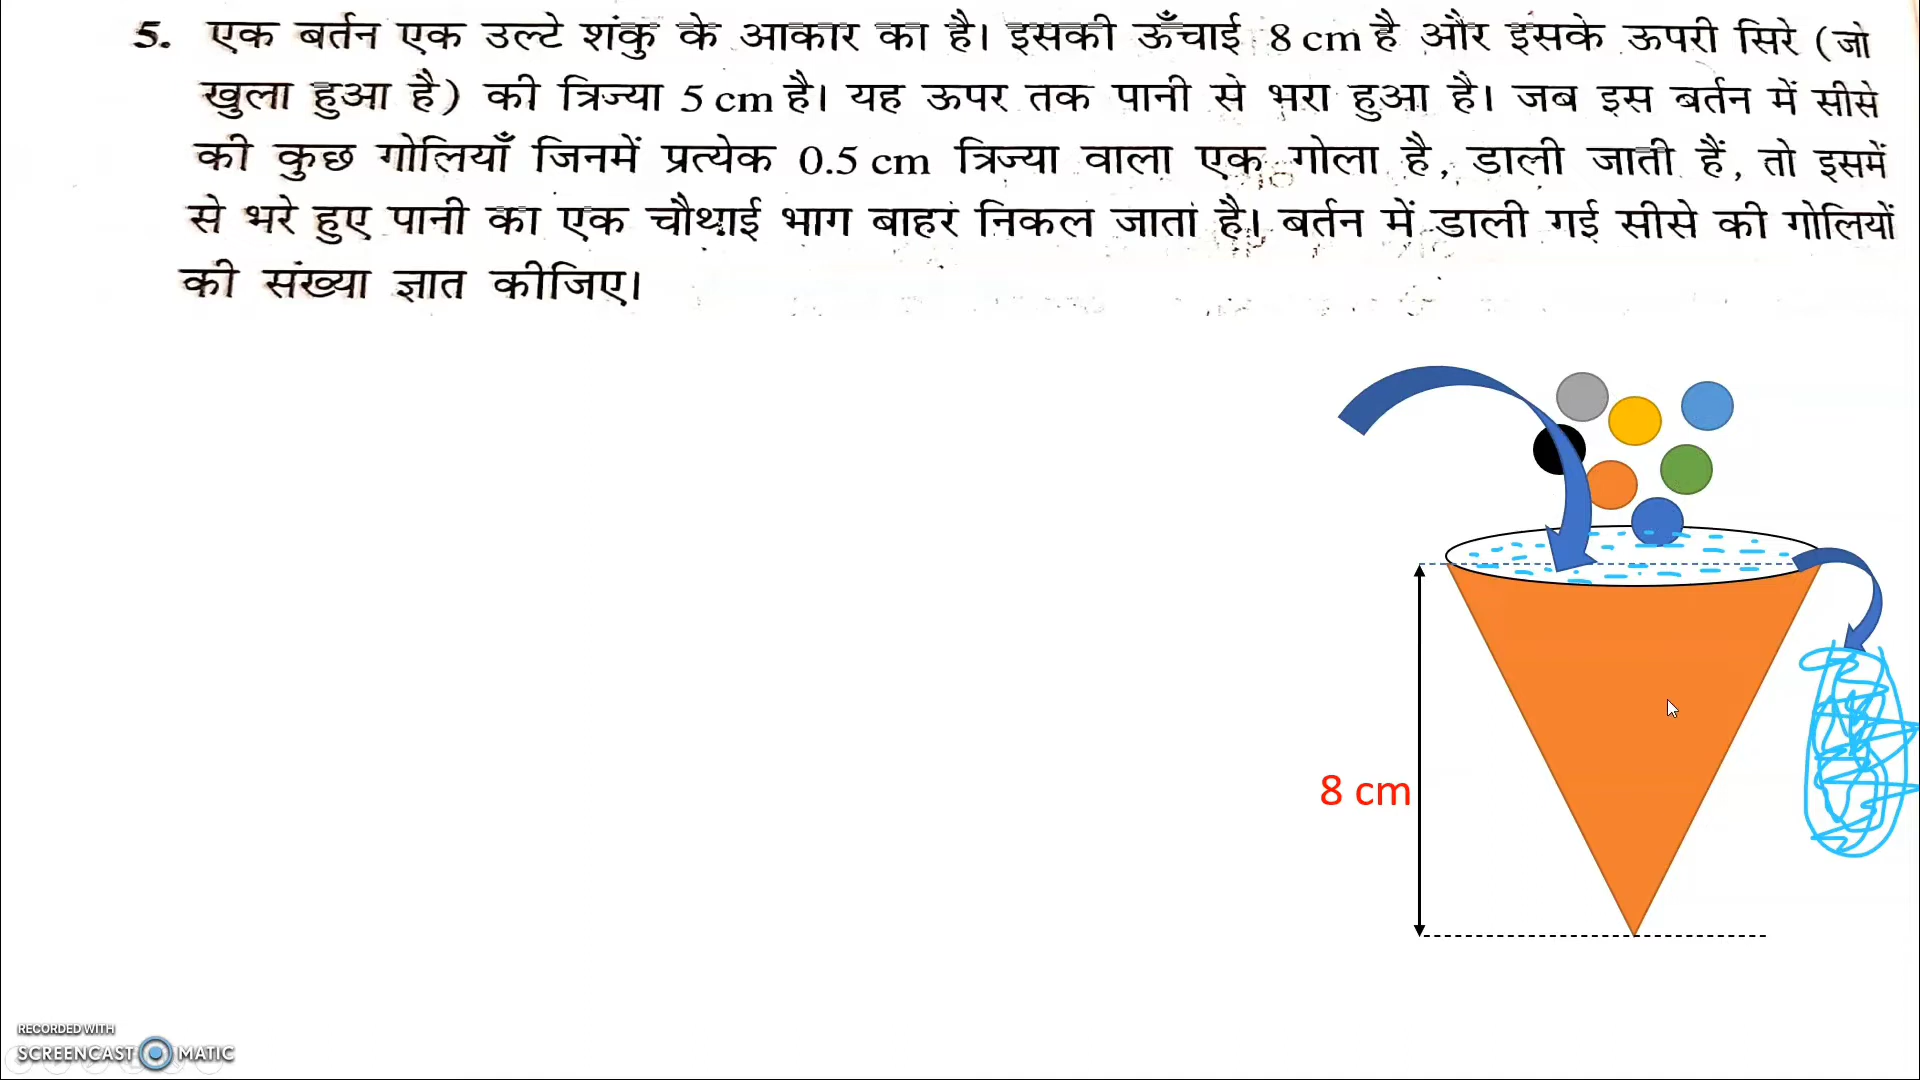 5. एक बर्तन एक उल्टे शंकु के आकार का है। इसकी ऊँचाई 8 cm है और इसके ऊपरी सिरे (जो
खुला हुआ है) की त्रिज्या 5 cm है। यह ऊपर तक पानी से भरा हुआ है। जब इस बर्तन में सीसे
की कुछ गोलियाँ जिनमें प्रत्येक 0.5 cm त्रिज्या वाला एक गोला है, डाली जाती हैं, तो इसमें
से भरे हुए पानी का एक चौथाई भाग बाहर निकल जाता है। बर्तन में डाली गई सीसे की गोलियों
की संख्या ज्ञात कीजिए।
8 cm
RECORDED WITH
SCREENCAST MATIC